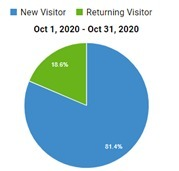 New Visitor Returning Visitor
Oct 1, 2020 - Oct 31, 2020
18.6%
81.4%